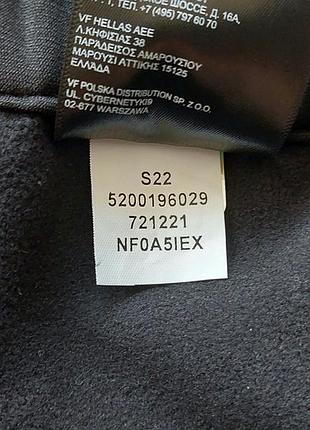 ШОССЕ, Д. 16А,
. 1, ТЕЛ.+7(495)797 60 70
VF HELLAS AEE
Λ.ΚΗΦΙΣΙΑΣ 38
ΠΑΡΑΔΕΙΣΟΣ ΑΜΑΡΟΥΣΙΟΥ
ΜΑΡΟΥΣΙ ΑΤΤΙΚΗΣ 15125
ΕΛΛΑΔΑ
VF POLSKA DISTRIBUTION SP. Z.O.O.
UL. CYBERNETYKI9
02-677 WARSZAWA
S22
5200196029
721221
NF0A5IEX